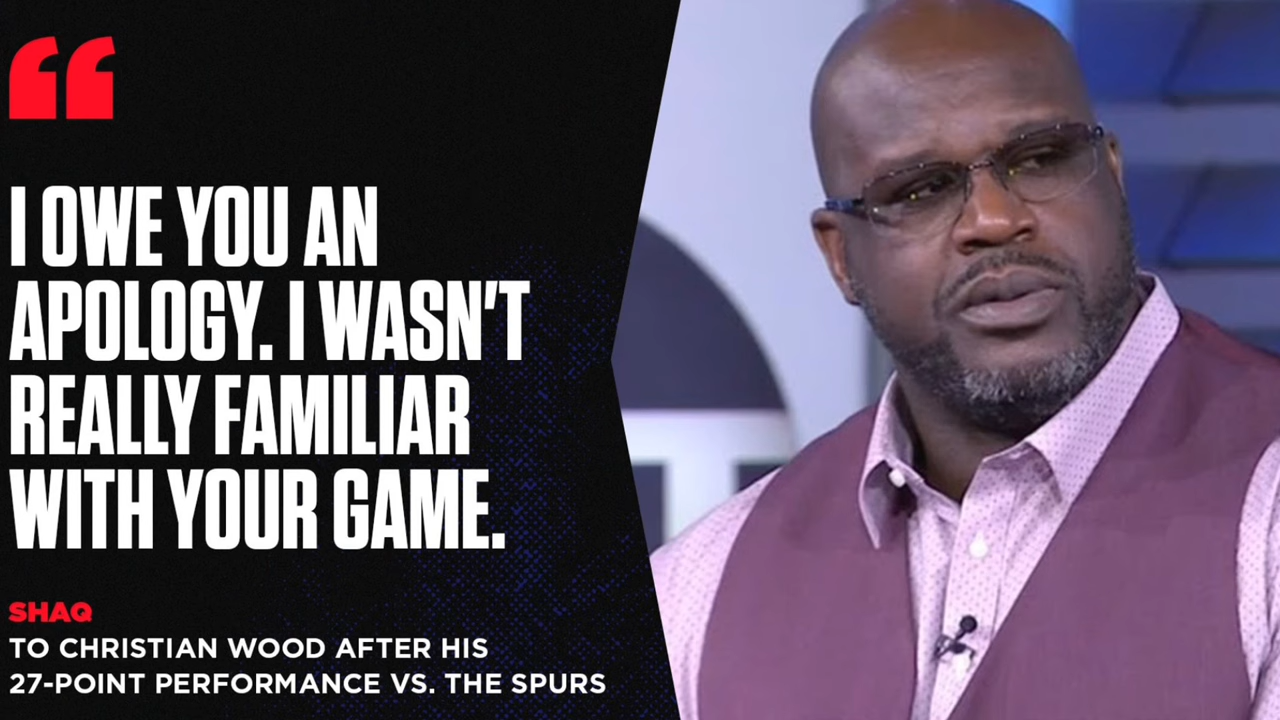 I OWE YOU AN
APOLOGY. I WASN'T
REALLY FAMILIAR
WITH YOUR GAME.
SHAQ
TO CHRISTIAN WOOD AFTER HIS
27-POINT PERFORMANCE VS. THE SPURS